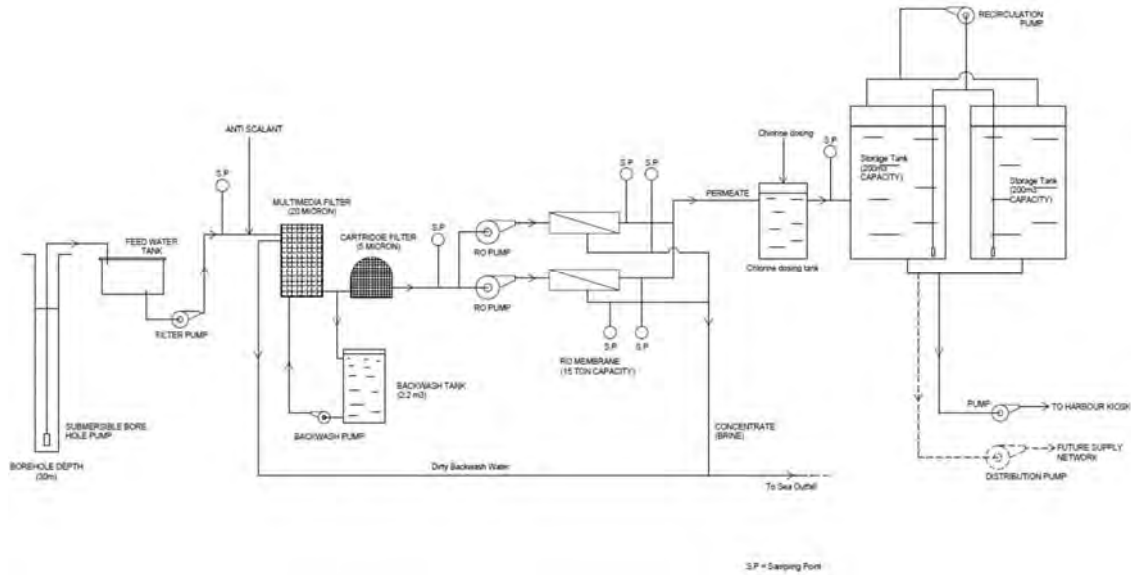 RECIRCULATION
PUMP
ANTI SCALANT
Chlorine dosing
S.P
S.P
S.P
S.P
Storage Tank
(200m3
CAPACITY)
Storage Tank
(200m3
CAPACITY)
PERMEATE
MULTIMEDIA FILTER
(20 MICRON)
CARTRIDGE FILTER
(5 MICRON)
S.P
FEED WATER
TANK
RO PUMP
Chlorine dosing tank
RO PUMP
FILTER PUMP
S.P
S.P
RO MEMBRANE
(15 TON CAPACITY)
BACKWASH TANK
(2.2 m3)
PUMP
TO HARBOUR KIOSK
SUBMERSIBLE BORE
HOLE PUMP
BACKWASH PUMP
CONCENTRATE
(BRINE)
FUTURE SUPPLY
NETWORK
BOREHOLE DEPTH
(30m)
Dirty Backwash Water
DISTRIBUTION PUMP
To Sea Outfall
S.P = Sampling Point